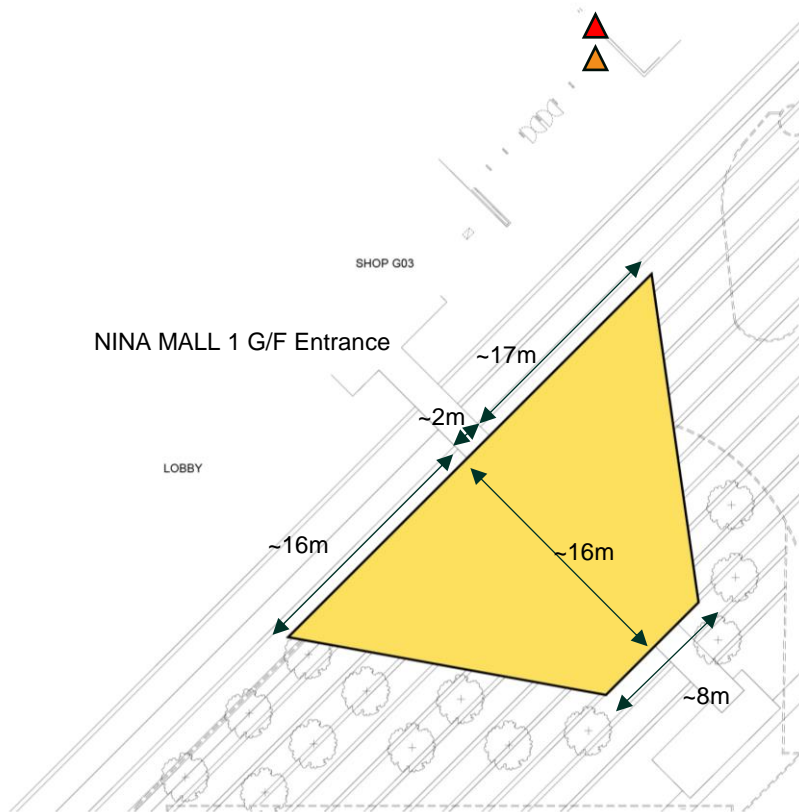 SHOP G03
NINA MALL 1 G/F Entrance
~17m
~2m
LOBBY
~16m
~16m
~8m